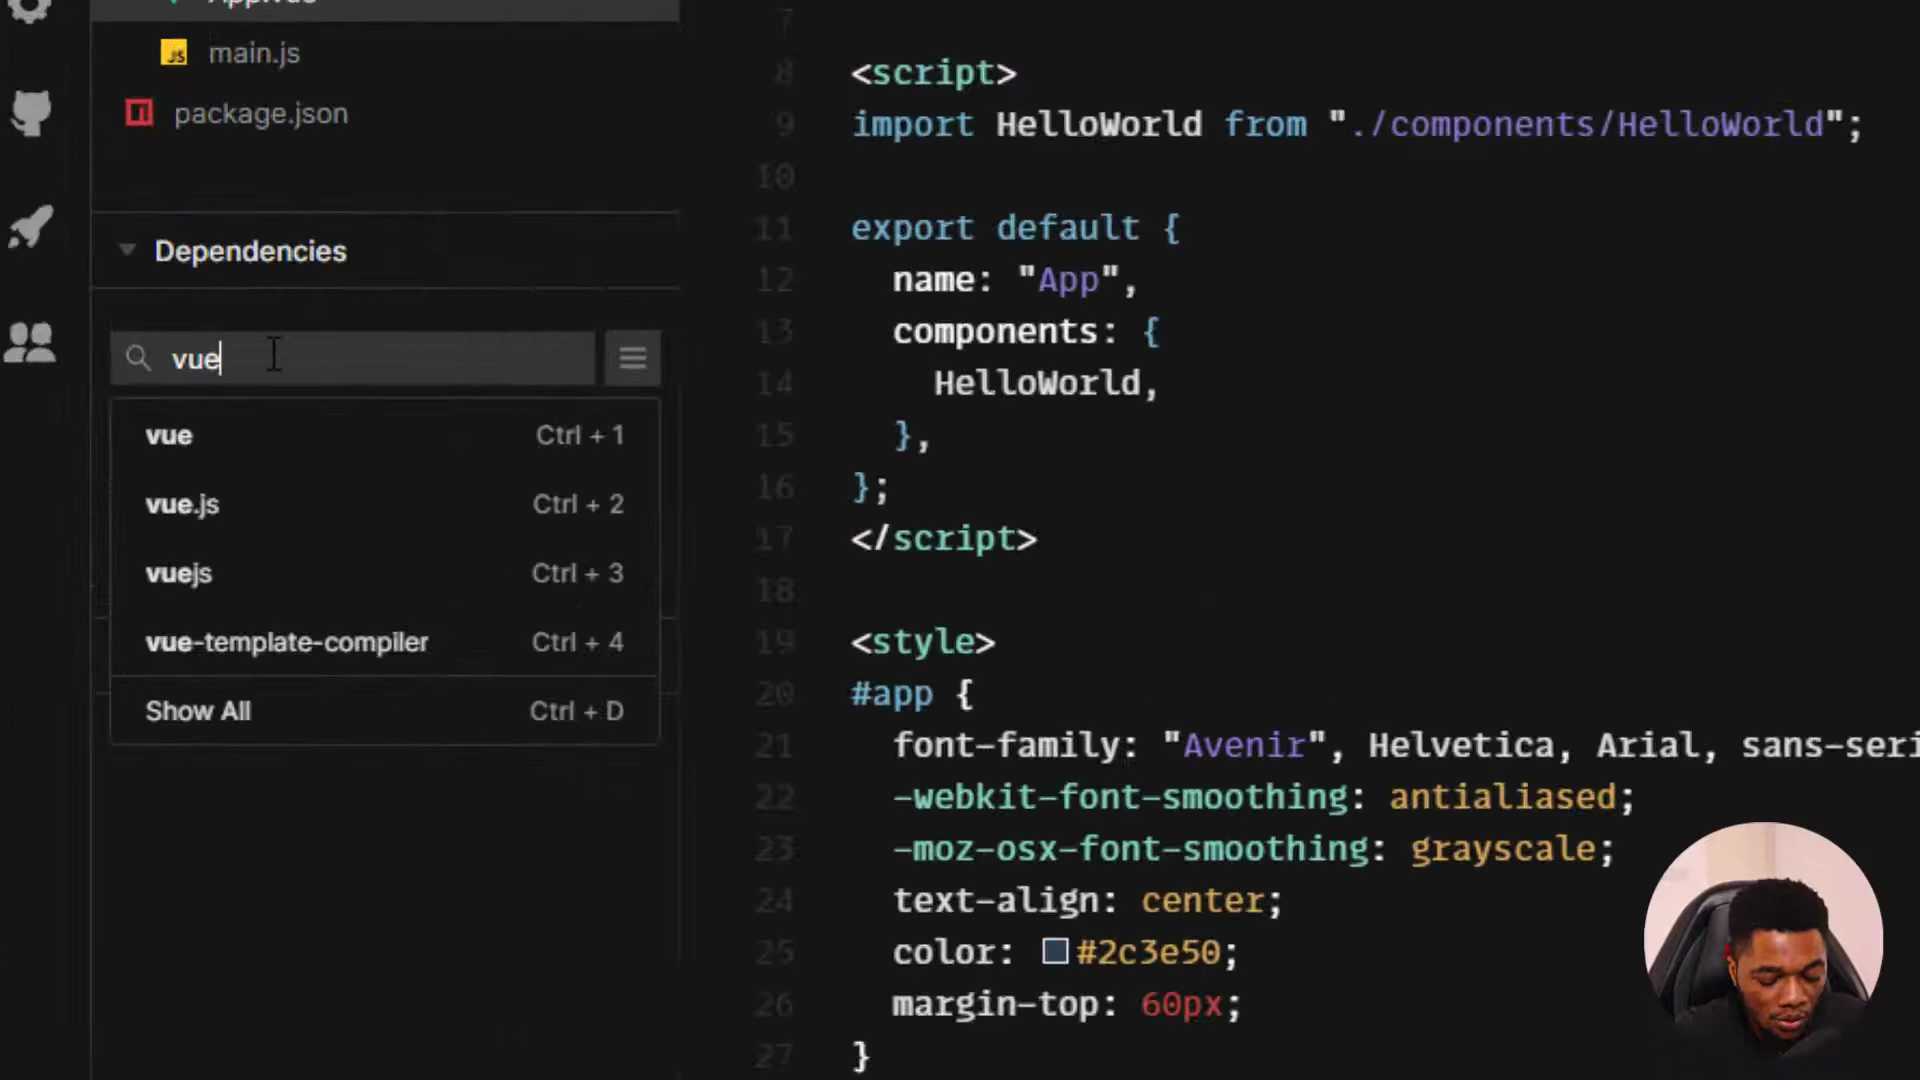 App.vue
main.js
package.json
Dependencies
vue
vue Ctrl + 1
vue.js Ctrl + 2
vuejs Ctrl + 3
vue-template-compiler Ctrl + 4
Show All Ctrl + D
7
8 <script>
9 import HelloWorld from "./components/HelloWorld";
10
11 export default {
12 name: "App",
13 components: {
14 HelloWorld,
15 },
16 };
17 </script>
18
19 <style>
20 #app {
21 font-family: "Avenir", Helvetica, Arial, sans-seri
22 -webkit-font-smoothing: antialiased;
23 -moz-osx-font-smoothing: grayscale;
24 text-align: center;
25 color: #2c3e50;
26 margin-top: 60px;
27 }